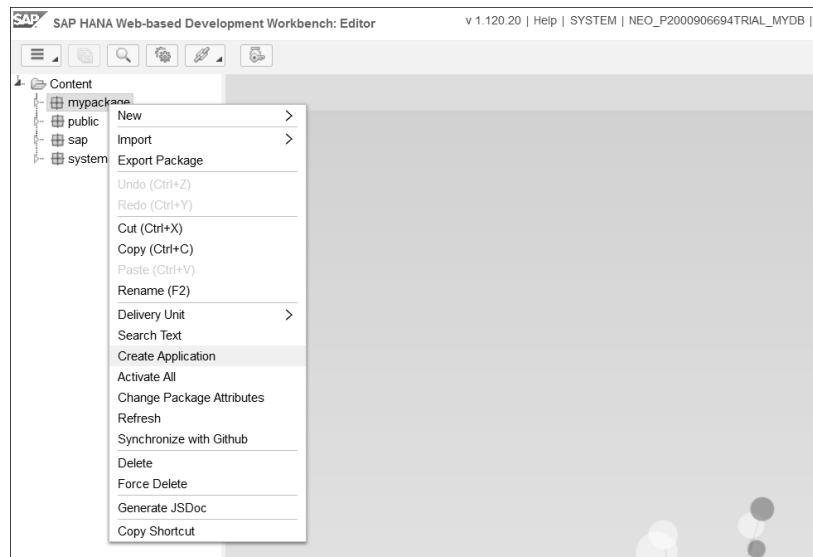 SAP SAP HANA Web-based Development Workbench: Editor v 1.120.20 | Help | SYSTEM | NEO_P2000906694TRIAL_MYDB |
Content
mypackage
public
sap
system
New
Import
Export Package
Undo (Ctrl+Z)
Redo (Ctrl+Y)
Cut (Ctrl+X)
Copy (Ctrl+C)
Paste (Ctrl+V)
Rename (F2)
Delivery Unit
Search Text
Create Application
Activate All
Change Package Attributes
Refresh
Synchronize with Github
Delete
Force Delete
Generate JSDoc
Copy Shortcut